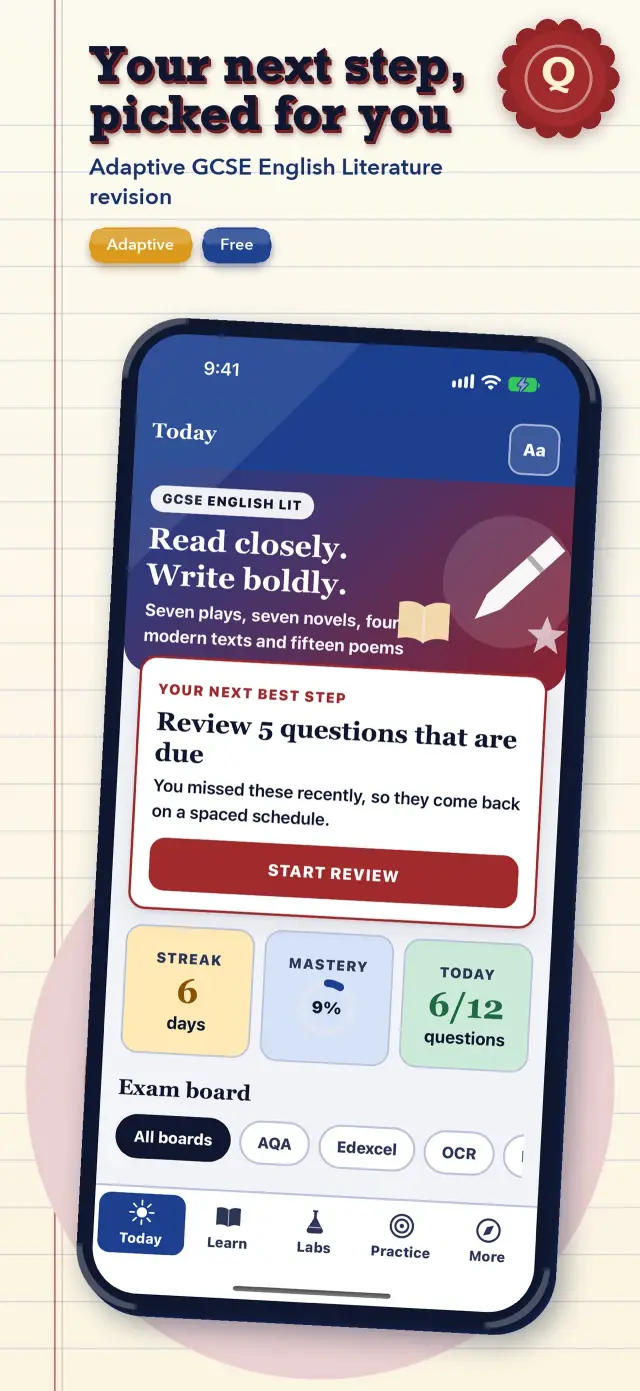 Your next step,
picked for you
Q
Adaptive GCSE English Literature
revision
Adaptive
Free
9:41
Today
Aa
GCSE ENGLISH LIT
Read closely.
Write boldly.
Seven plays, seven novels, four
modern texts and fifteen poems
YOUR NEXT BEST STEP
Review 5 questions that are
due
You missed these recently, so they come back
on a spaced schedule.
START REVIEW
STREAK
6
days
MASTERY
9%
TODAY
6/12
questions
Exam board
All boards
AQA
Edexcel
OCR
Today
Learn
Labs
Practice
More